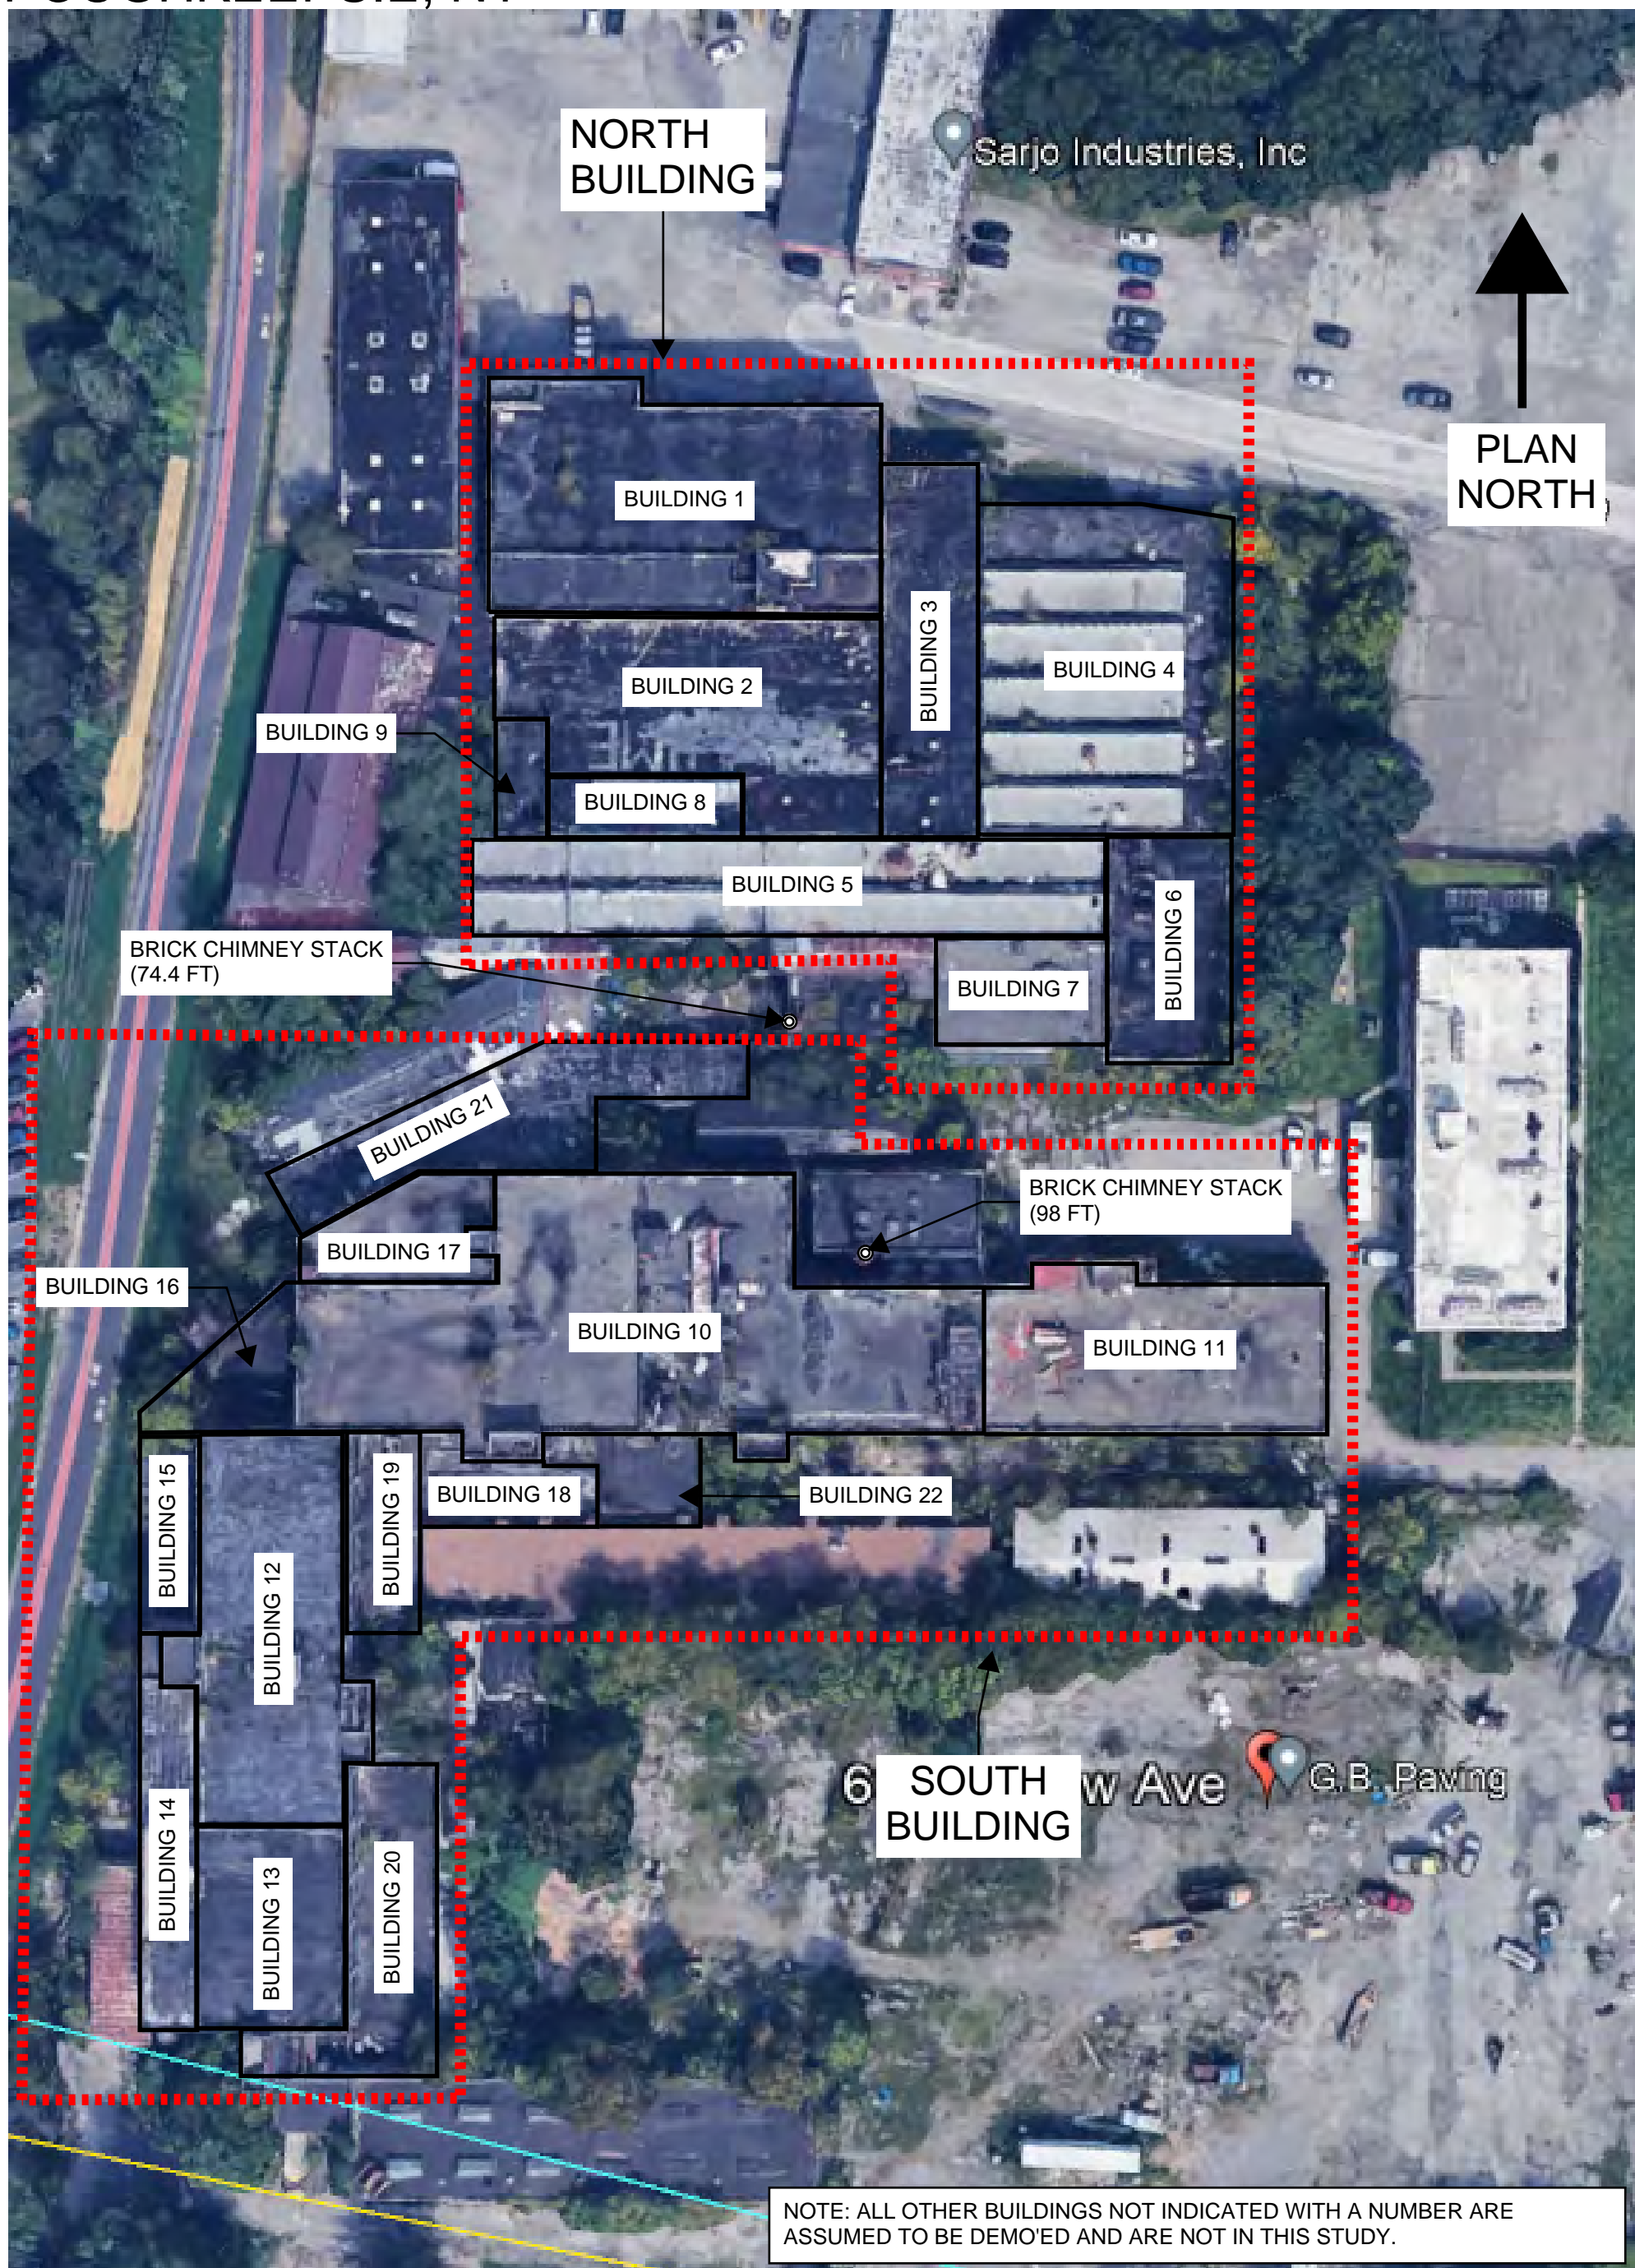 NORTH
BUILDING
Sarjo Industries, Inc
PLAN
NORTH
BUILDING 1
BUILDING 3
BUILDING 4
BUILDING 2
BUILDING 9
BUILDING 8
BUILDING 5
BUILDING 6
BRICK CHIMNEY STACK
(74.4 FT)
BUILDING 7
BUILDING 21
BRICK CHIMNEY STACK
(98 FT)
BUILDING 17
BUILDING 16
BUILDING 10
BUILDING 11
BUILDING 15
BUILDING 19
BUILDING 18
BUILDING 22
BUILDING 12
SOUTH
BUILDING
6
w Ave
G.B. Paving
BUILDING 14
BUILDING 13
BUILDING 20
NOTE: ALL OTHER BUILDINGS NOT INDICATED WITH A NUMBER ARE
ASSUMED TO BE DEMO'ED AND ARE NOT IN THIS STUDY.